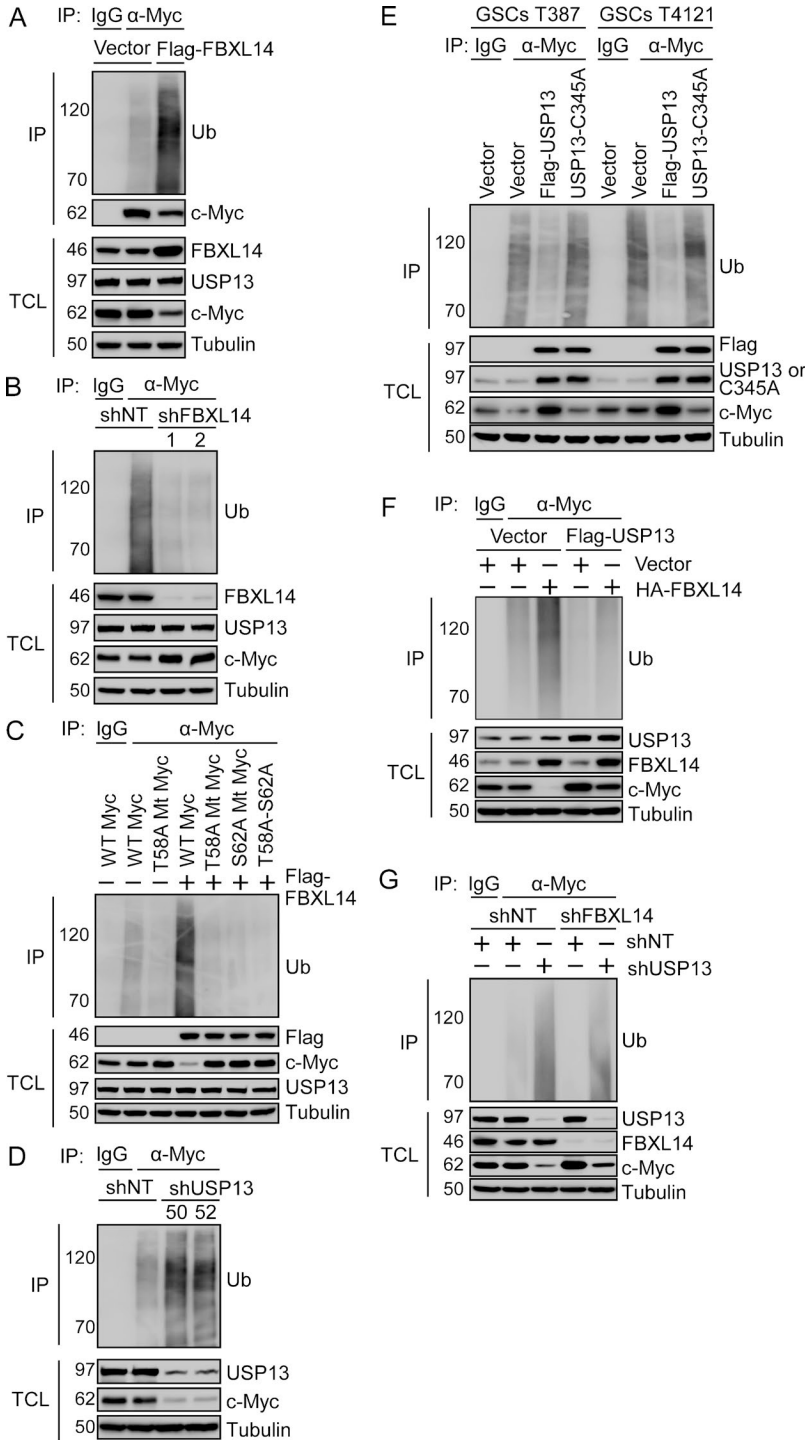 A
IP: IgG α-Myc
Vector Flag-FBXL14
IP
120
70
Ub
62 c-Myc
TCL
46 FBXL14
97 USP13
62 c-Myc
50 Tubulin
B
IP: IgG α-Myc
shNT shFBXL14
1 2
IP
120
70
Ub
TCL
46 FBXL14
97 USP13
62 c-Myc
50 Tubulin
C
IP: IgG α-Myc
WT Myc
WT Myc
T58A Mt Myc
WT Myc
T58A Mt Myc
S62A Mt Myc
T58A-S62A
− − − + + + + Flag-
FBXL14
IP
120
70
Ub
TCL
46 Flag
62 c-Myc
97 USP13
50 Tubulin
D
IP: IgG α-Myc
shNT shUSP13
50 52
IP
120
70
Ub
TCL
97 USP13
62 c-Myc
50 Tubulin
E
GSCs T387 GSCs T4121
IP: IgG α-Myc IgG α-Myc
Vector
Vector
Flag-USP13
USP13-C345A
Vector
Vector
Flag-USP13
USP13-C345A
IP
120
70
Ub
TCL
97 Flag
97 USP13 or
C345A
62 c-Myc
50 Tubulin
F
IP: IgG α-Myc
Vector Flag-USP13
+ + − + − Vector
− − + − + HA-FBXL14
IP
120
70
Ub
TCL
97 USP13
46 FBXL14
62 c-Myc
50 Tubulin
G
IP: IgG α-Myc
shNT shFBXL14
+ + − + − shNT
− − + − + shUSP13
IP
120
70
Ub
TCL
97 USP13
46 FBXL14
62 c-Myc
50 Tubulin